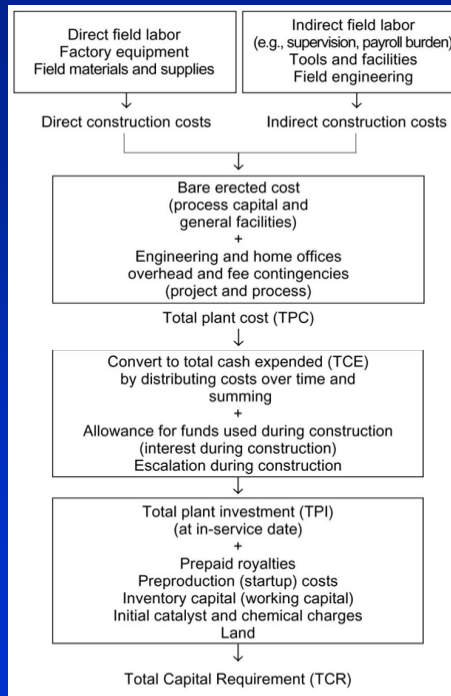 Direct field labor
Factory equipment
Field materials and supplies
Indirect field labor
(e.g., supervision, payroll burden)
Tools and facilities
Field engineering
Direct construction costs
Indirect construction costs
Bare erected cost
(process capital and
general facilities)
+
Engineering and home offices
overhead and fee contingencies
(project and process)
Total plant cost (TPC)
Convert to total cash expended (TCE)
by distributing costs over time and
summing
+
Allowance for funds used during construction
(interest during construction)
Escalation during construction
Total plant investment (TPI)
(at in-service date)
+
Prepaid royalties
Preproduction (startup) costs
Inventory capital (working capital)
Initial catalyst and chemical charges
Land
Total Capital Requirement (TCR)